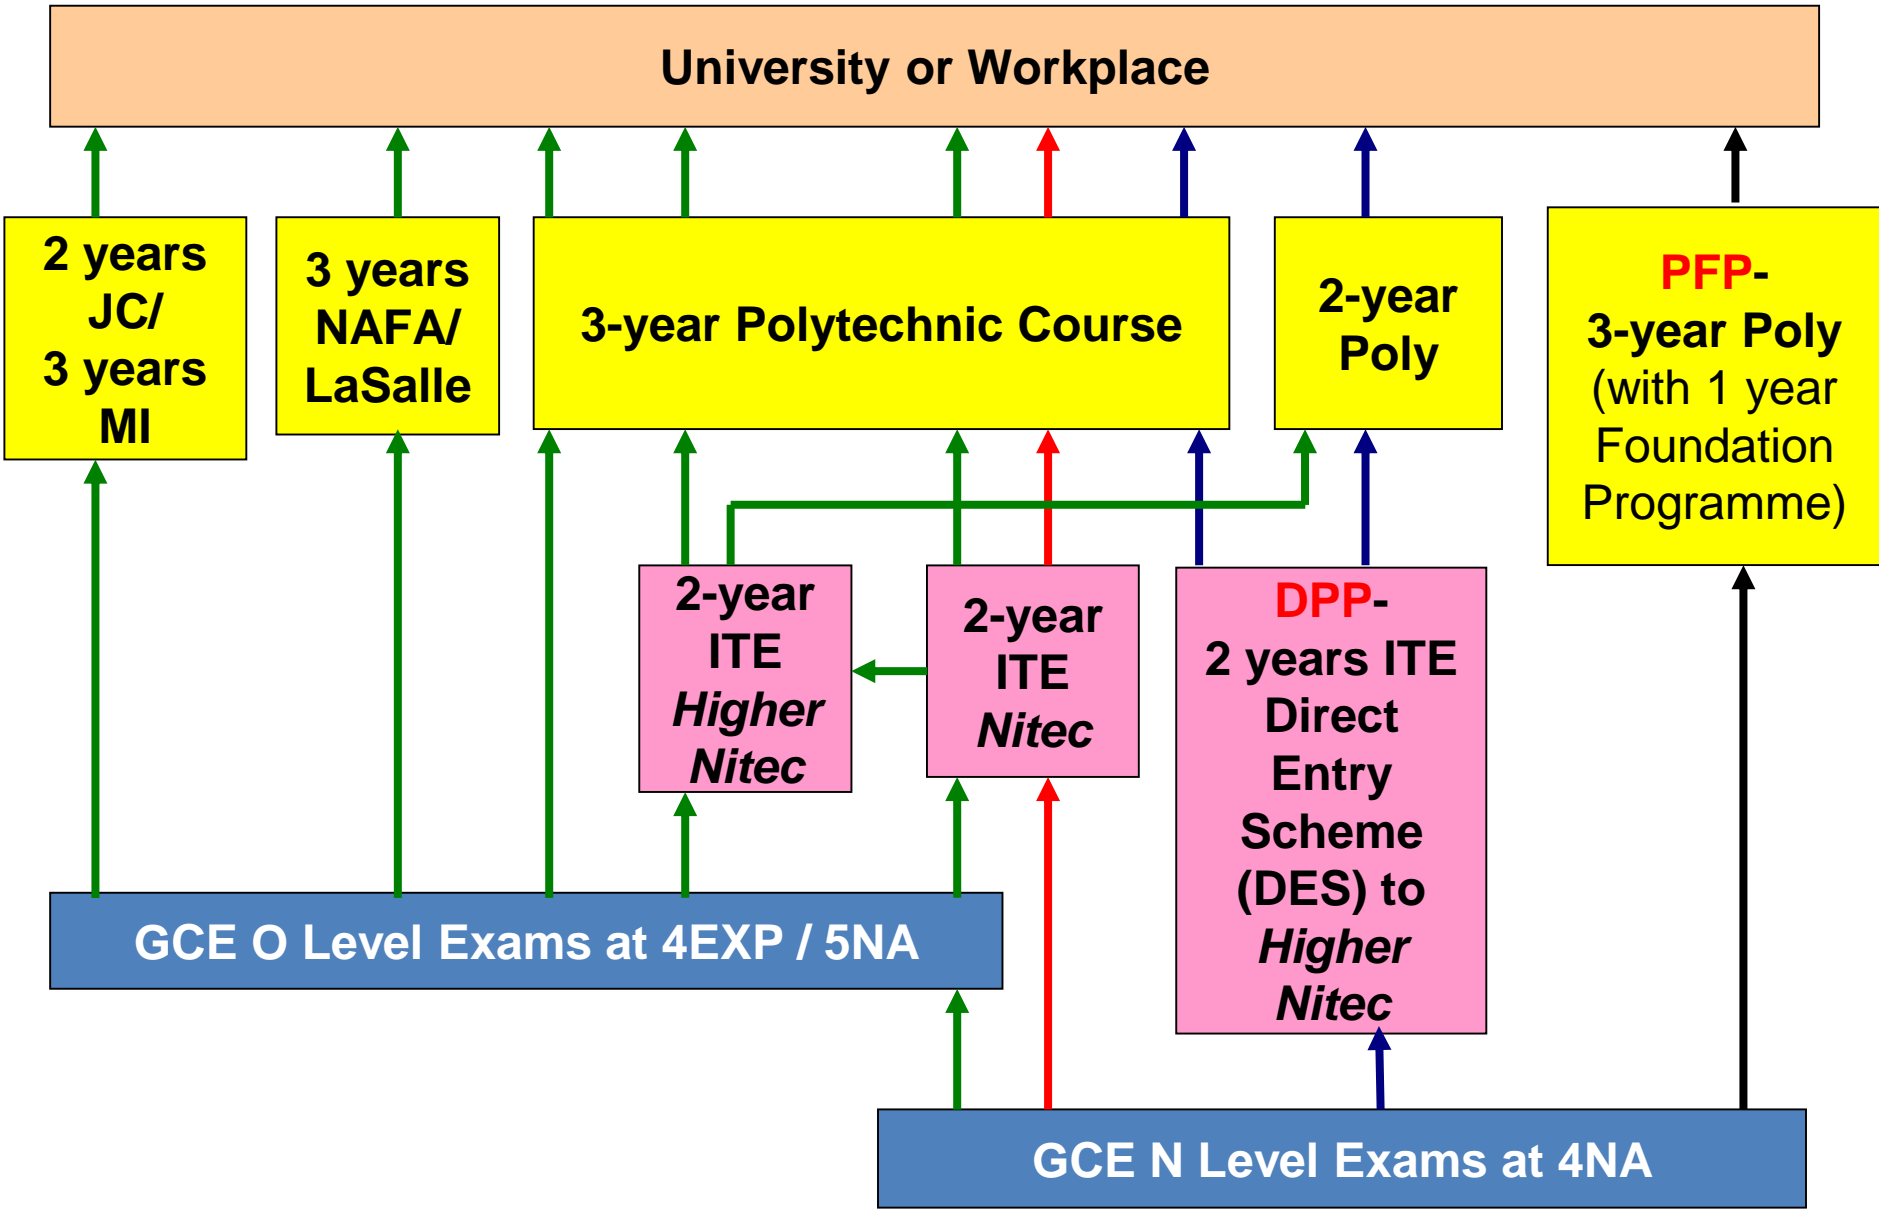 University or Workplace
2 years
JC/
3 years
MI
3 years
NAFA/
LaSalle
3-year Polytechnic Course
2-year
Poly
PFP-
3-year Poly
(with 1 year
Foundation
Programme)
2-year
ITE
Higher
Nitec
2-year
ITE
Nitec
DPP-
2 years ITE
Direct
Entry
Scheme
(DES) to
Higher
Nitec
GCE O Level Exams at 4EXP / 5NA
GCE N Level Exams at 4NA